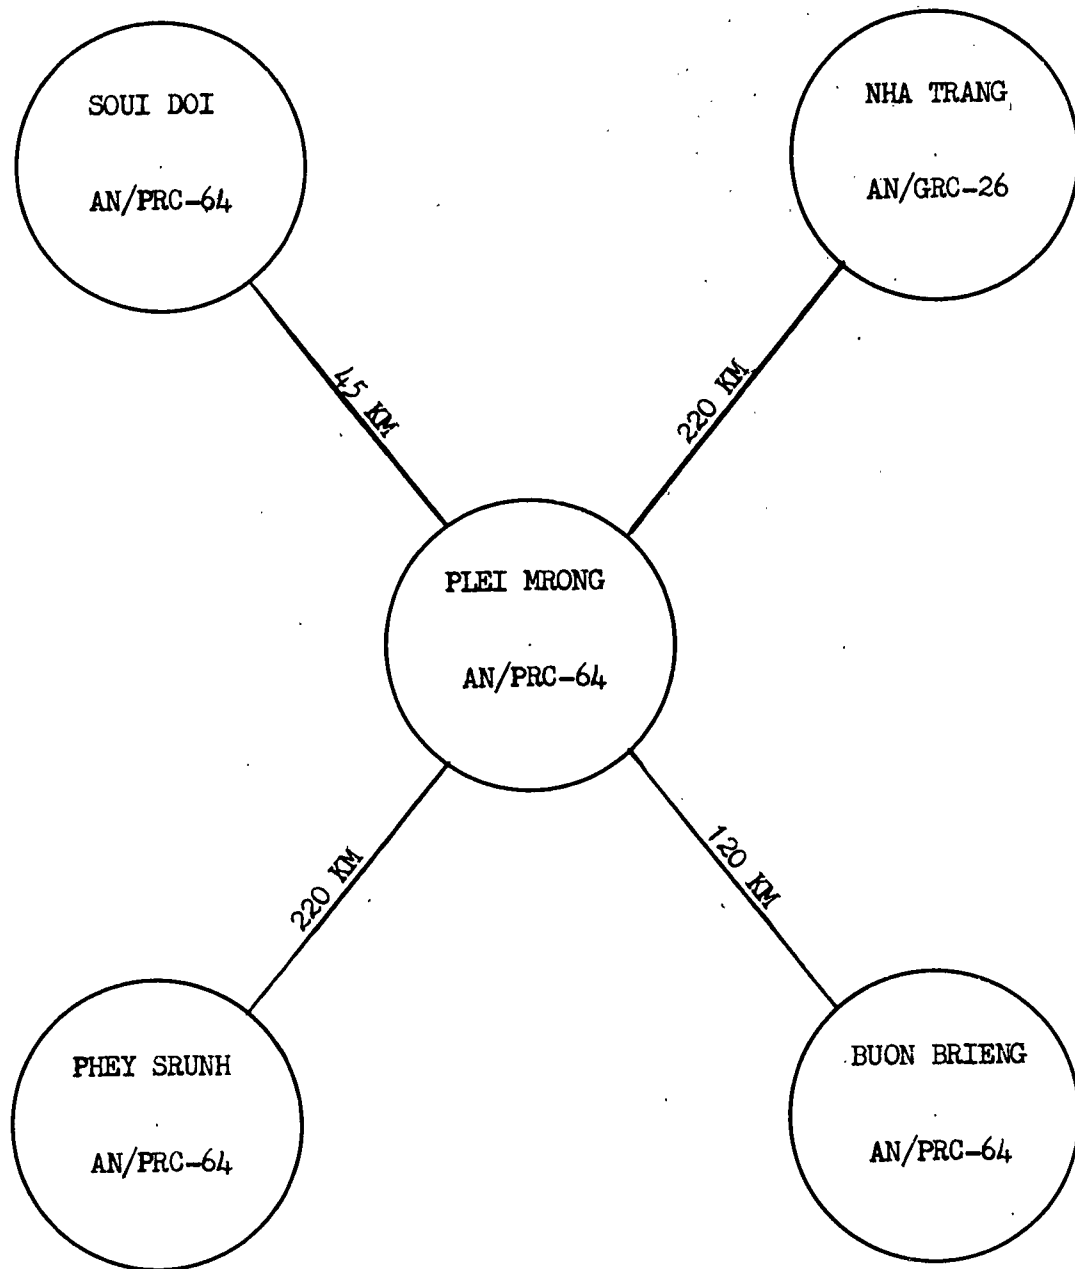 SOUI DOI
AN/PRC-64
NHA TRANG
AN/GRC-26
45 KM
220 KM
PLEI MRONG
AN/PRC-64
220 KM
120 KM
PHEY SRUNH
AN/PRC-64
BUON BRIENG
AN/PRC-64